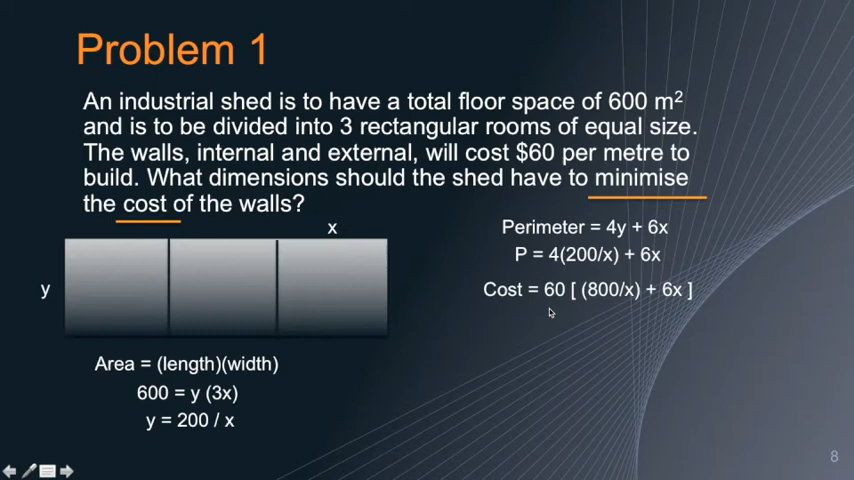 Problem 1
An industrial shed is to have a total floor space of 600 m²
and is to be divided into 3 rectangular rooms of equal size.
The walls, internal and external, will cost $60 per metre to
build. What dimensions should the shed have to minimise
the cost of the walls?
x
y
Area = (length)(width)
600 = y (3x)
y = 200 / x
Perimeter = 4y + 6x
P = 4(200/x) + 6x
Cost = 60 [ (800/x) + 6x ]
8